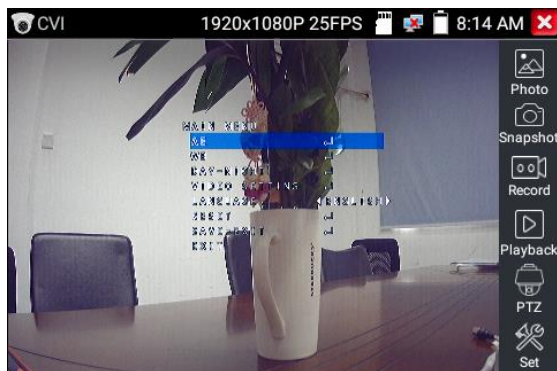 CVI
1920x1080P 25FPS
8:14 AM
Photo
Snapshot
Record
Playback
PTZ
Set
MAIN MENU
AE
WB
DAY-NIGHT
VIDEO SETTING
LANGUAGE <ENGLISH>
RESET
SAVE&EXIT
EXIT
STARBUCKS